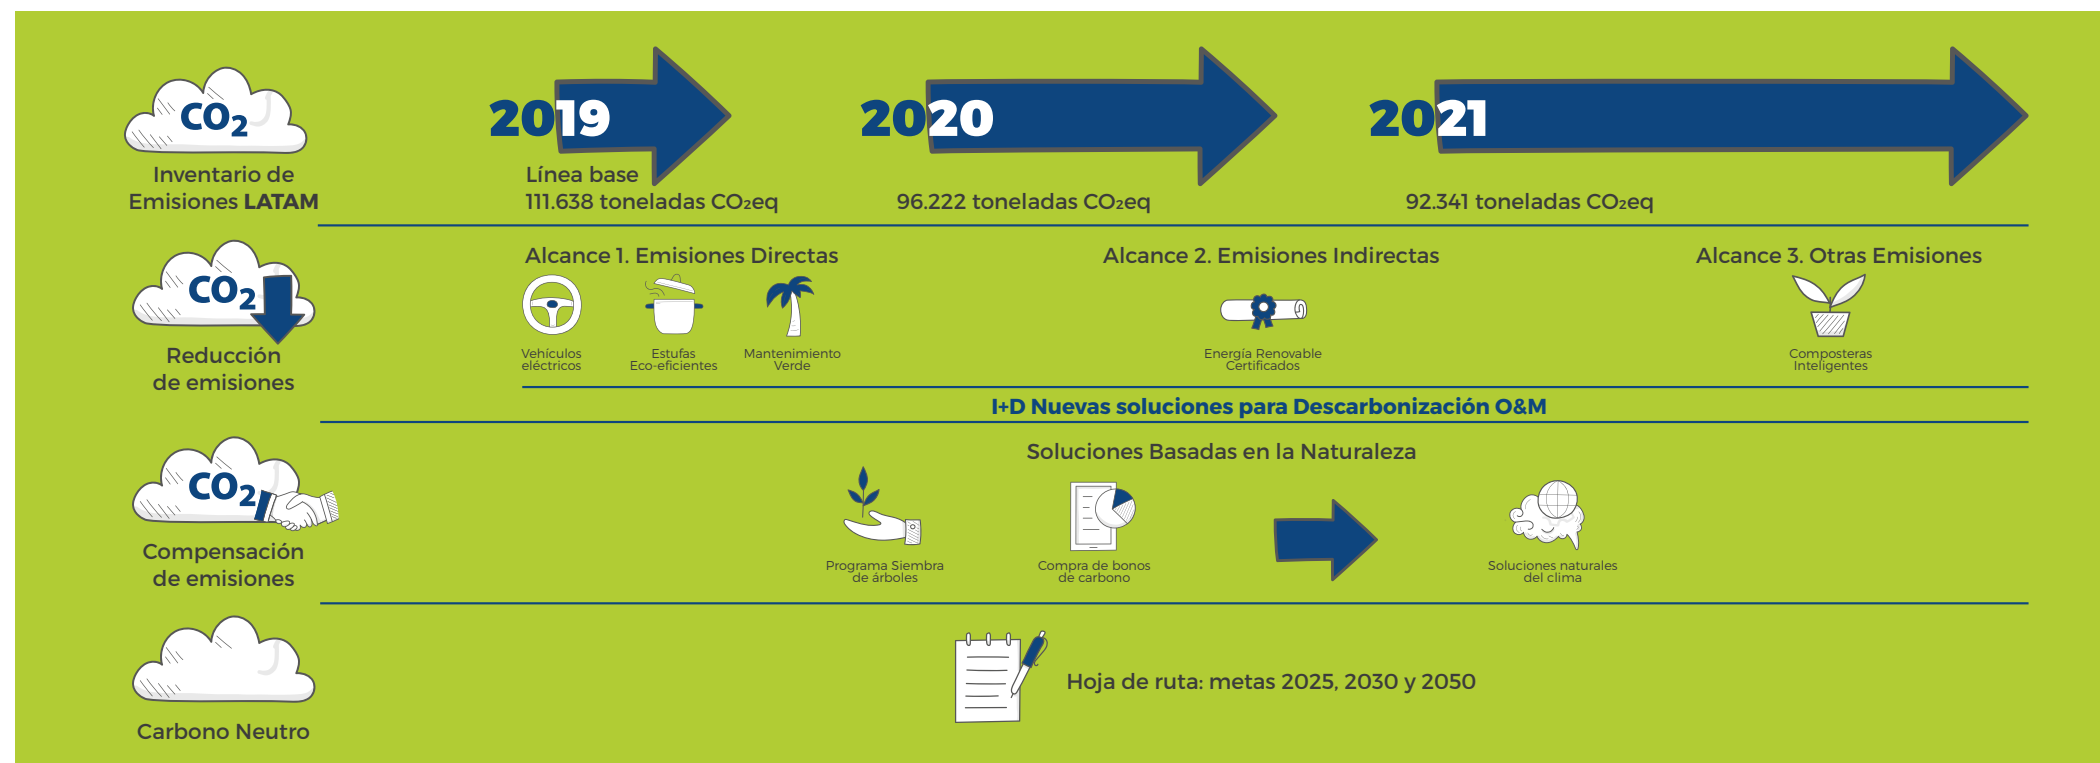 CO₂
Inventario de
Emisiones LATAM
2019
Línea base
111.638 toneladas CO₂eq
2020
96.222 toneladas CO₂eq
2021
92.341 toneladas CO₂eq
CO₂
Reducción
de emisiones
Alcance 1. Emisiones Directas
Vehículos
eléctricos
Estufas
Eco-eficientes
Mantenimiento
Verde
Alcance 2. Emisiones Indirectas
Energía Renovable
Certificados
Alcance 3. Otras Emisiones
Composteras
Inteligentes
I+D Nuevas soluciones para Descarbonización O&M
CO₂
Compensación
de emisiones
Soluciones Basadas en la Naturaleza
Programa Siembra
de árboles
Compra de bonos
de carbono
Soluciones naturales
del clima
Carbono Neutro
Hoja de ruta: metas 2025, 2030 y 2050